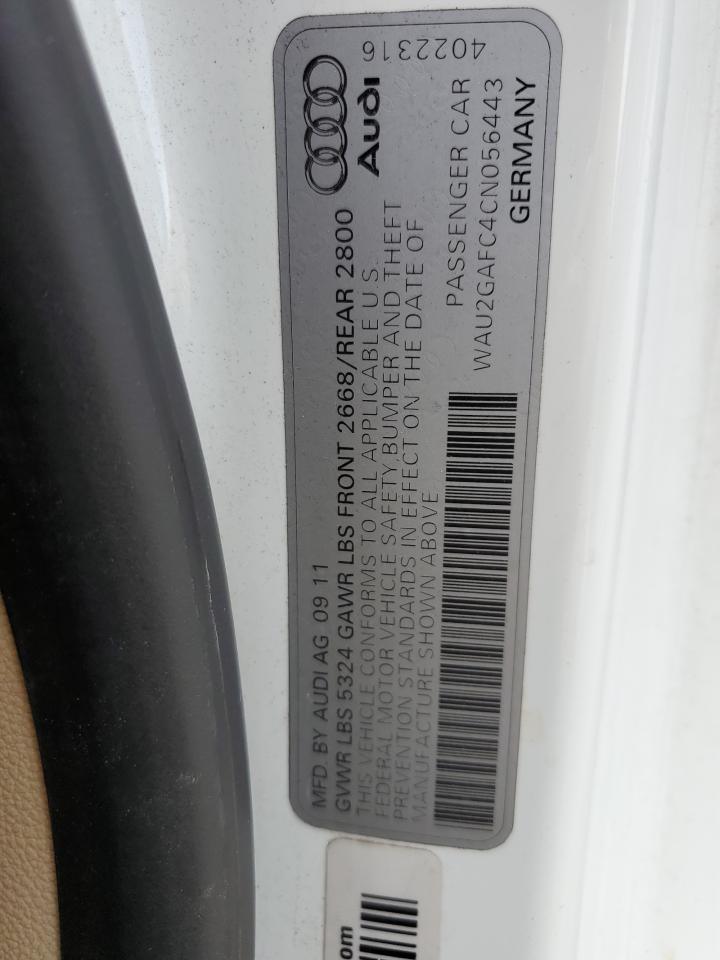 MFD BY AUDI AG 09 11
GVWR LBS 5324 GAWR LBS FRONT 2668/REAR 2800
THIS VEHICLE CONFORMS TO ALL APPLICABLE U S
FEDERAL MOTOR VEHICLE SAFETY,BUMPER AND THEFT
PREVENTION STANDARDS IN EFFECT ON THE DATE OF
MANUFACTURE SHOWN ABOVE
Audi
4022316
PASSENGER CAR
WAU2GAFC4CN056443
GERMANY
om